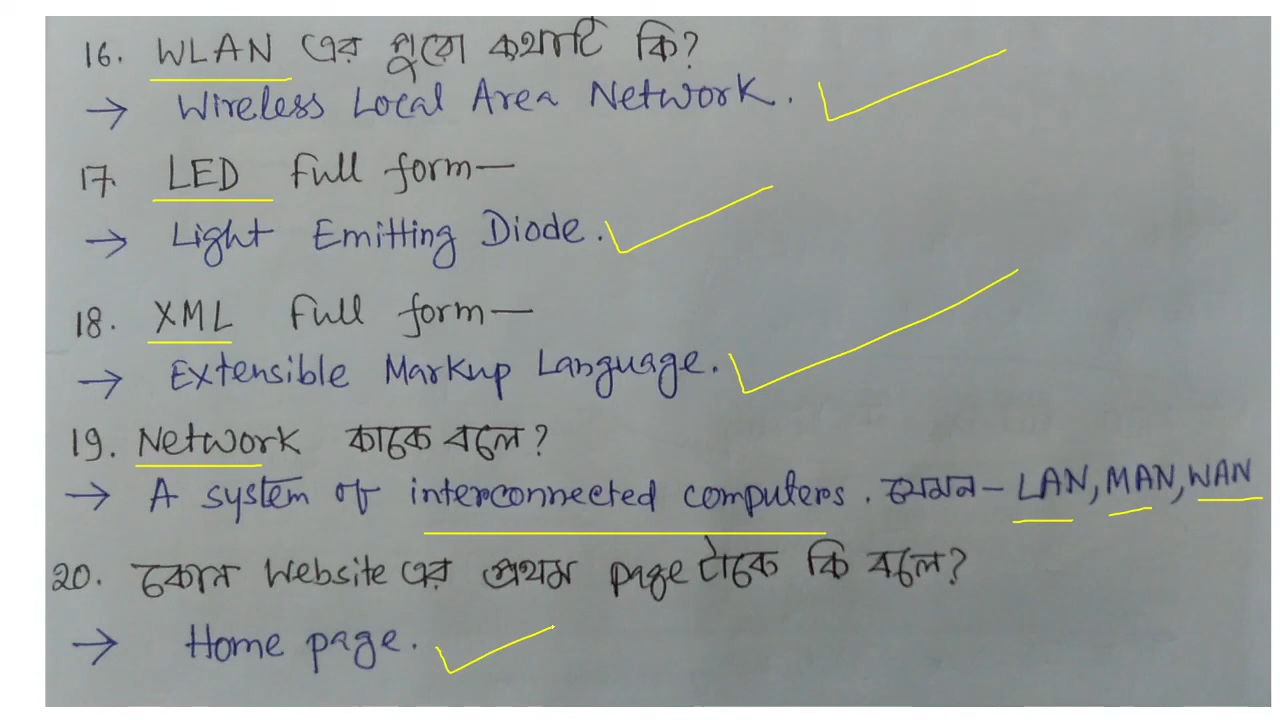 16. WLAN এর পুরো কথাটি কি?
→ Wireless Local Area Network.
17. LED Full form—
→ Light Emitting Diode.
18. XML Full form—
→ Extensible Markup Language.
19. Network কাকে বলে?
→ A system of interconnected computers. যেমন- LAN, MAN, WAN
20. কোন Website এর প্রথম page টাকে কি বলে?
→ Home page.